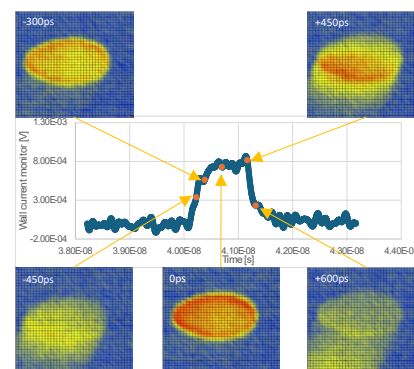 -300ps
+450ps
1.30E-03
8.00E-04
3.00E-04
-2.00E-04
Wall current monitor [V]
3.80E-08 3.90E-08 4.00E-08 4.10E-08 4.20E-08 4.30E-08 4.40E-08
Time [s]
-450ps
0ps
+600ps